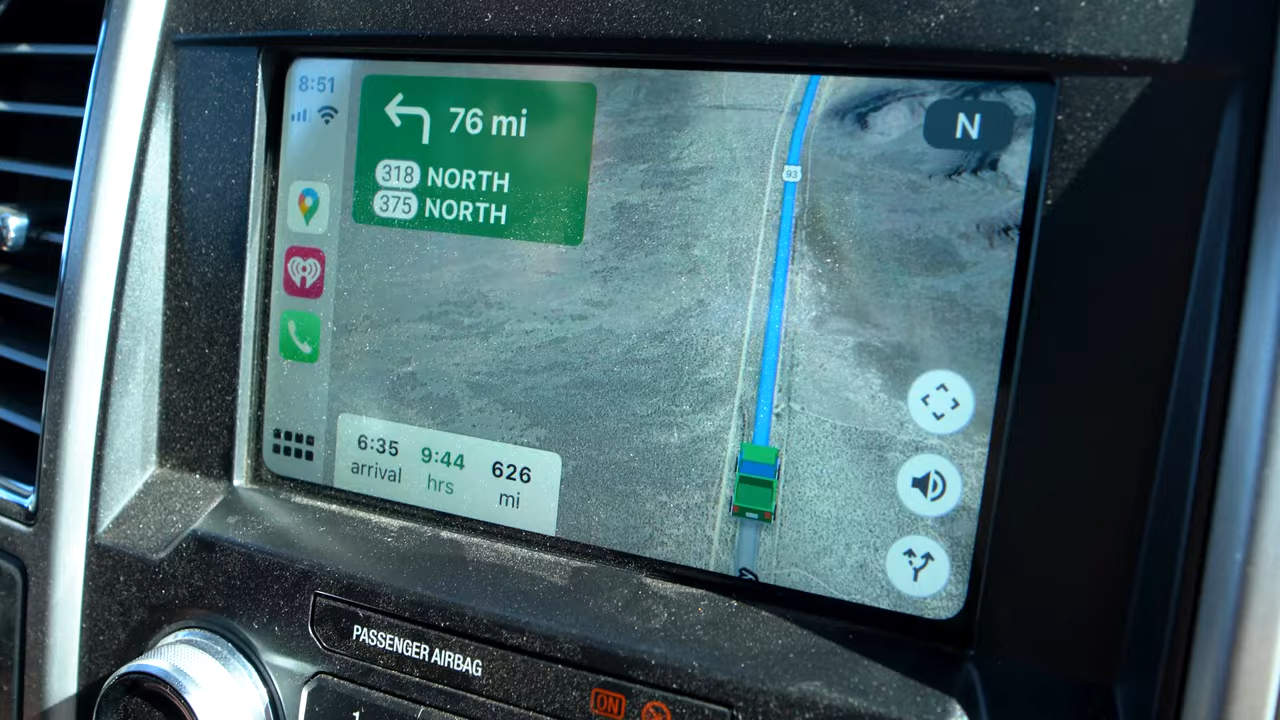 8:51
76 mi
318 NORTH
375 NORTH
93
N
6:35 9:44 626
arrival hrs mi
PASSENGER AIRBAG
ON
1